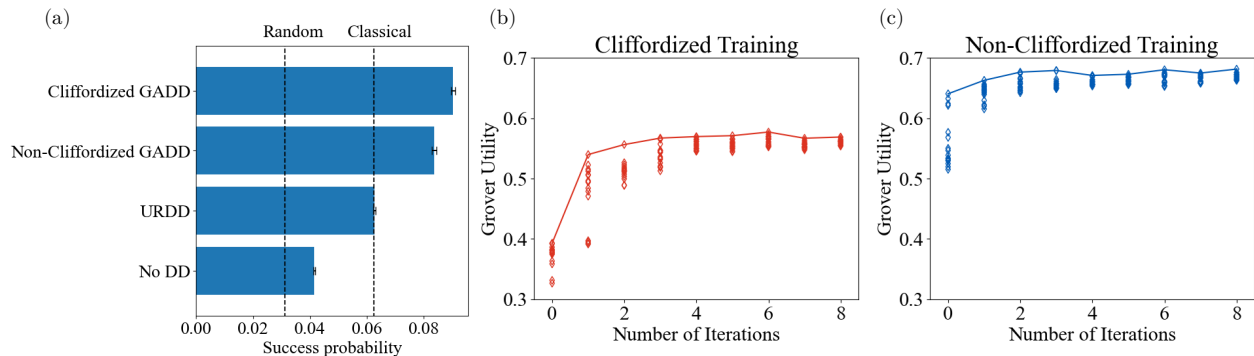 (a)
Random
Classical
Cliffordized GADD
Non-Cliffordized GADD
URDD
No DD
0.00
0.02
0.04
0.06
0.08
Success probability
(b)
Cliffordized Training
Grover Utility
0.7
0.6
0.5
0.4
0.3
0
2
4
6
8
Number of Iterations
(c)
Non-Cliffordized Training
Grover Utility
0.7
0.6
0.5
0.4
0.3
0
2
4
6
8
Number of Iterations